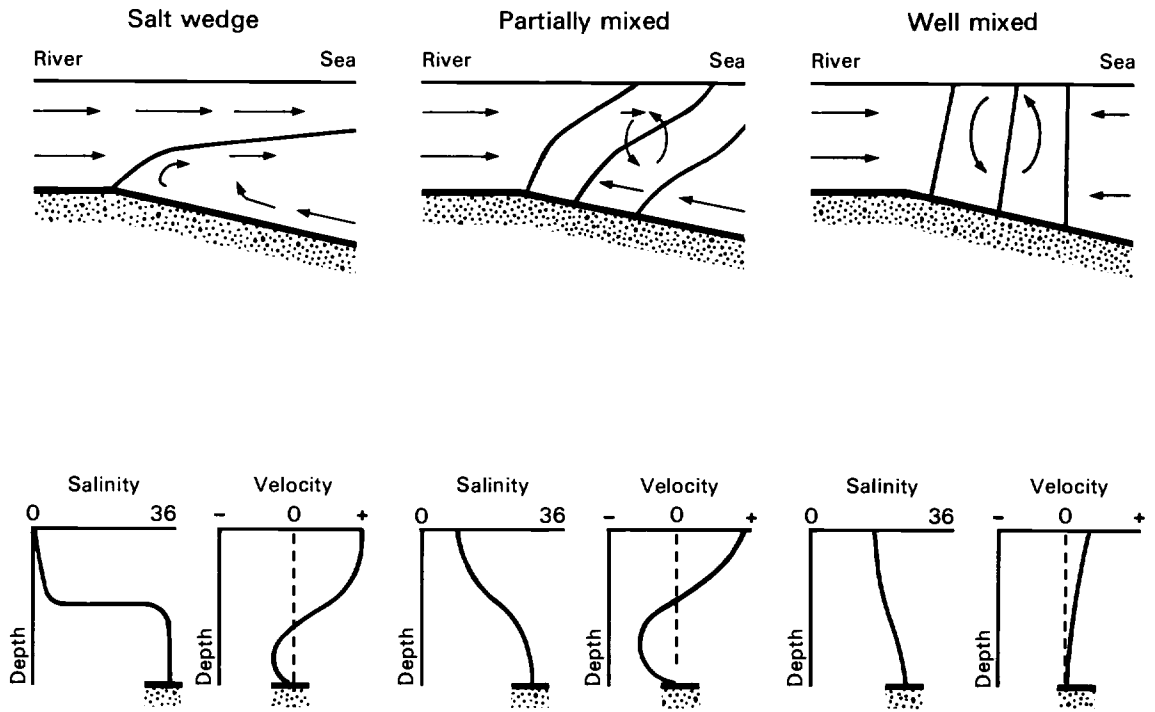 Salt wedge
River Sea
Partially mixed
River Sea
Well mixed
River Sea
Salinity
0 36
Depth
Velocity
− 0 +
Depth
Salinity
0 36
Depth
Velocity
− 0 +
Depth
Salinity
0 36
Depth
Velocity
− 0 +
Depth